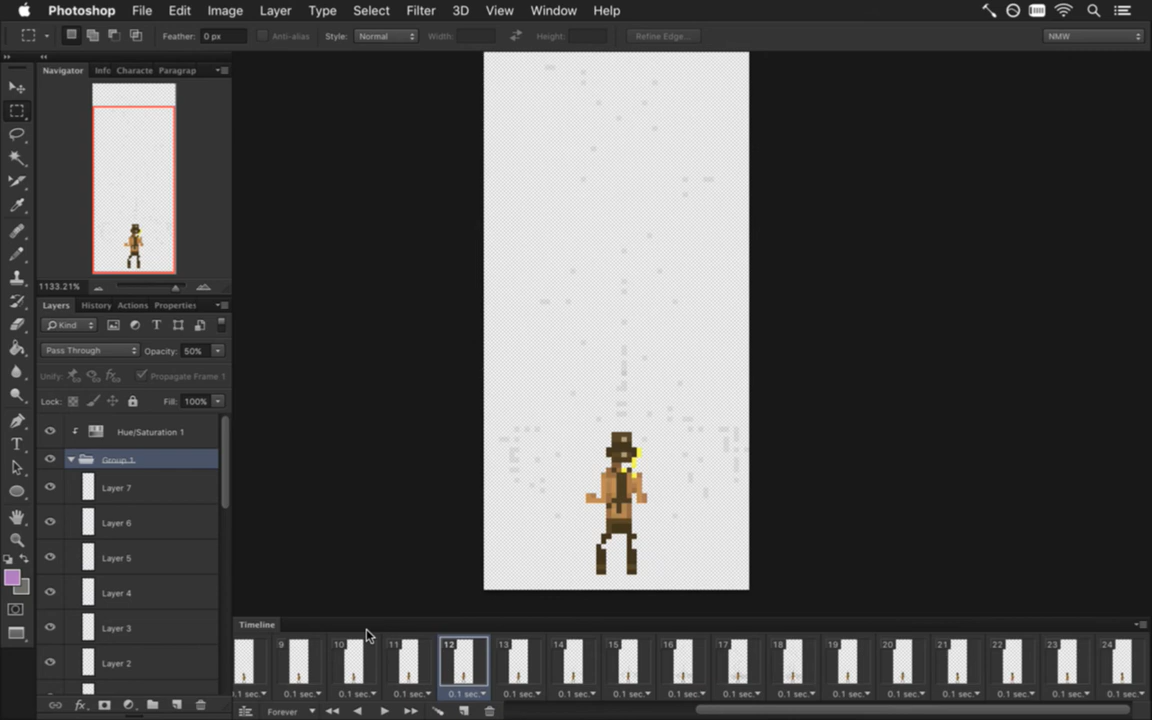 Photoshop File Edit Image Layer Type Select Filter 3D View Window Help
Feather: 0 px Anti-alias Style: Normal Width: Height: Refine Edge... NMW
Navigator Info Characte Paragrap
1133.21%
Layers History Actions Properties
Kind
Pass Through Opacity: 50%
Unify: Propagate Frame 1
Lock: Fill: 100%
Hue/Saturation 1
Group 1
Layer 7
Layer 6
Layer 5
Layer 4
Layer 3
Layer 2
Timeline
9 10 11 12 13 14 15 16 17 18 19 20 21 22 23 24
0.1 sec. 0.1 sec. 0.1 sec. 0.1 sec. 0.1 sec. 0.1 sec. 0.1 sec. 0.1 sec. 0.1 sec. 0.1 sec. 0.1 sec. 0.1 sec. 0.1 sec. 0.1 sec. 0.1 sec. 0.1 sec.
Forever